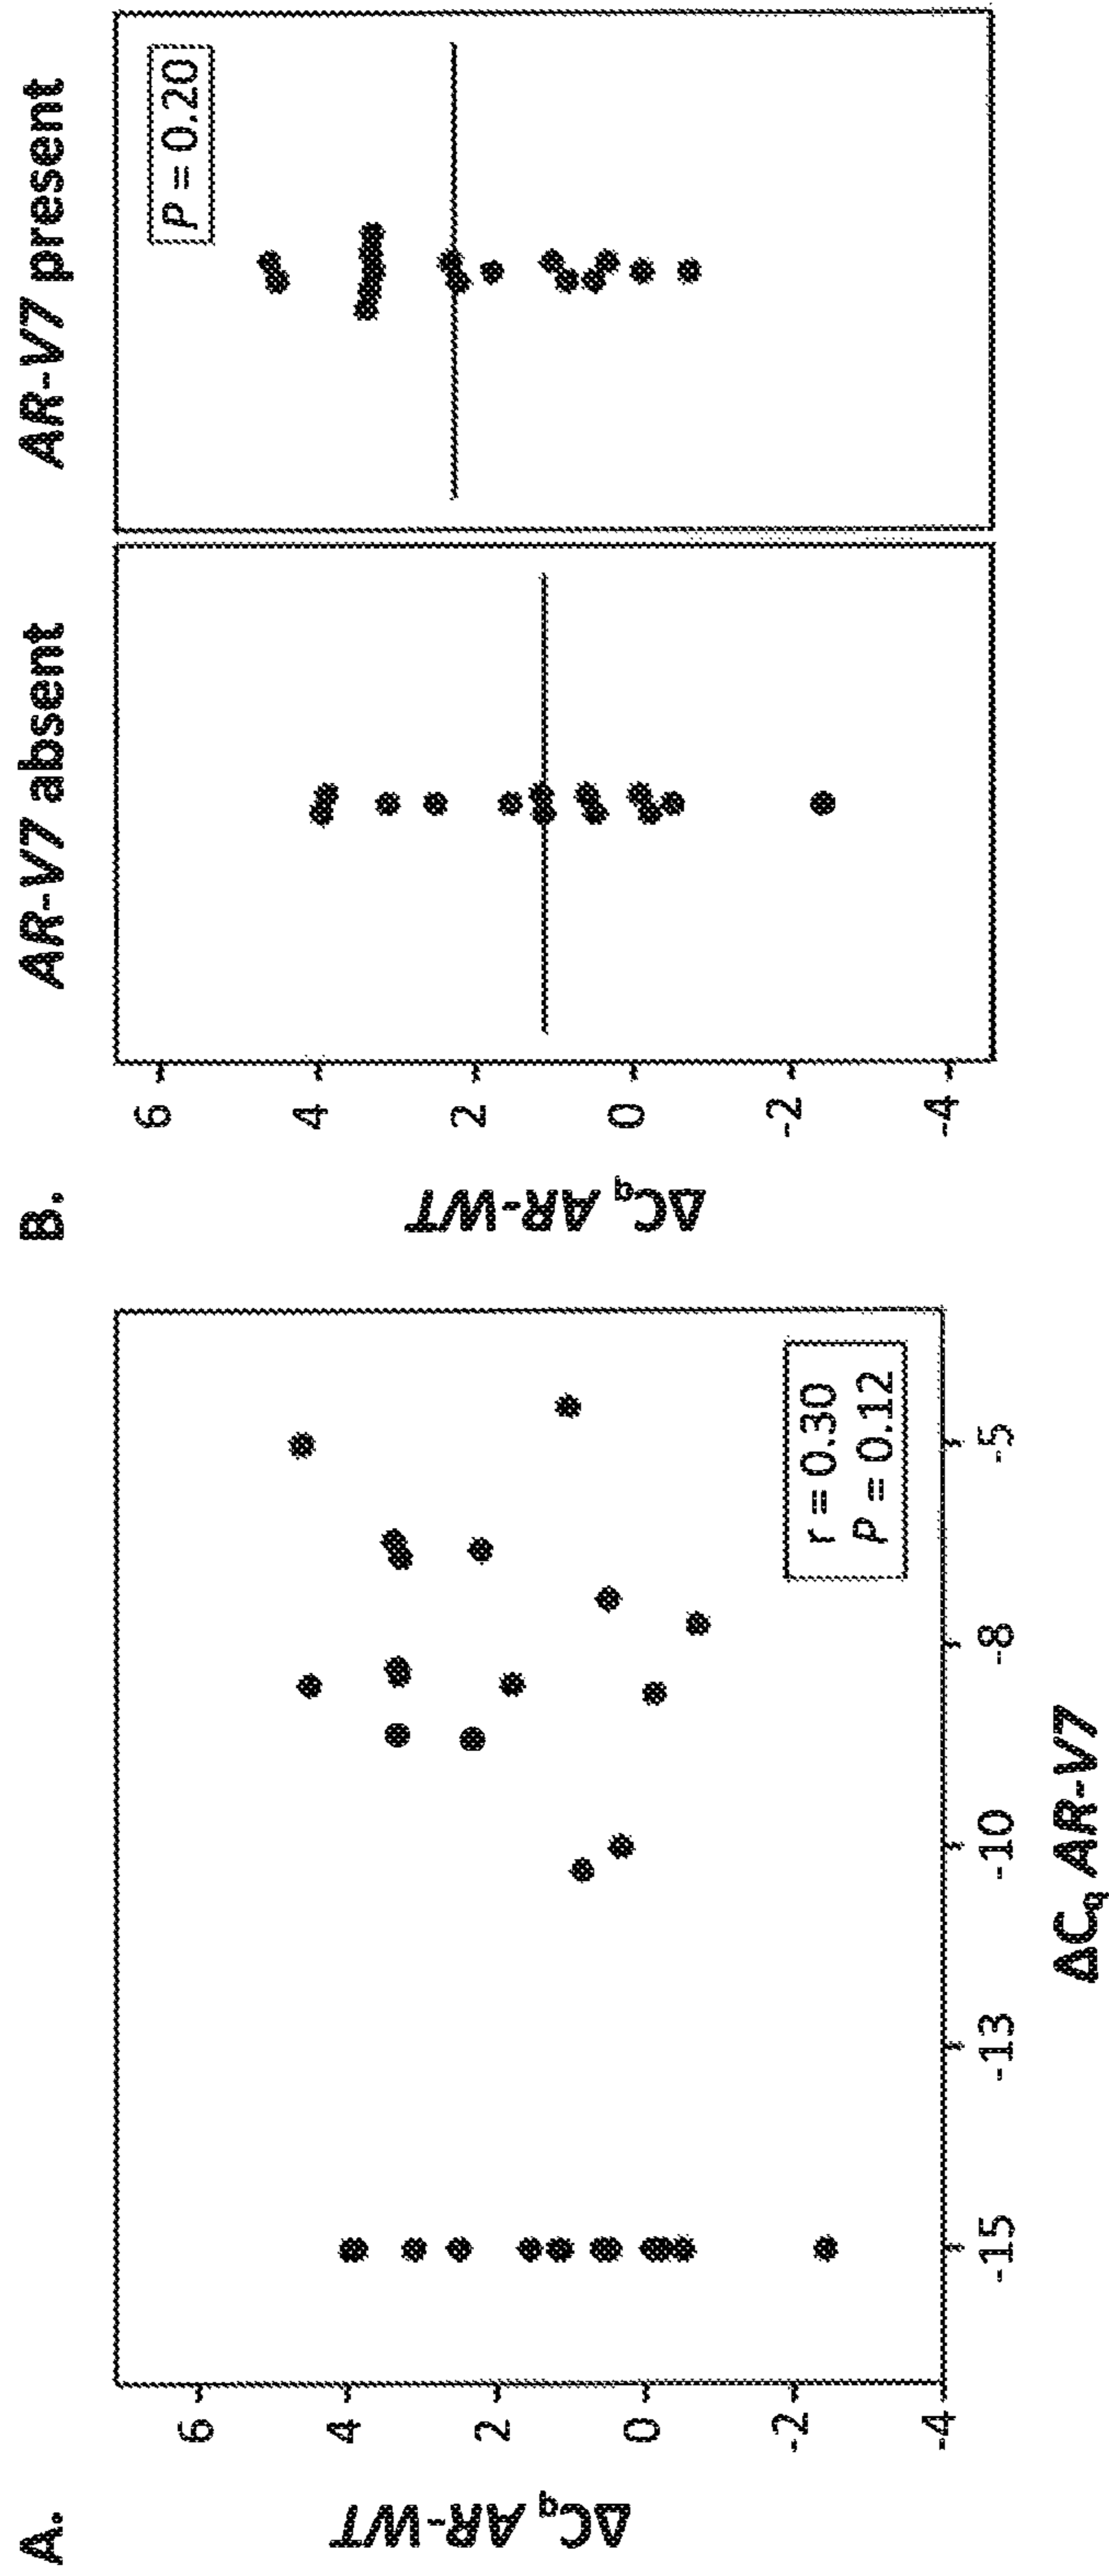 A.
ΔCq AR-WT
6
4
2
0
-2
-4
r = 0.30
P = 0.12
-15
-13
-10
-8
-5
ΔCq AR-V7
B.
AR-V7 absent
AR-V7 present
ΔCq AR-WT
6
4
2
0
-2
-4
P = 0.20